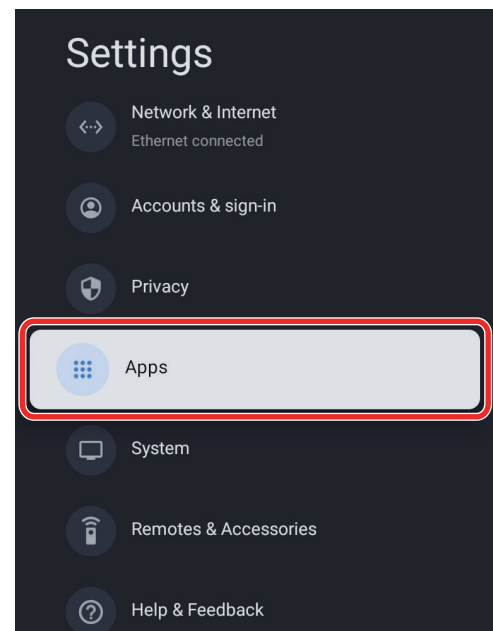 Settings
Network & Internet
Ethernet connected
Accounts & sign-in
Privacy
Apps
System
Remotes & Accessories
Help & Feedback